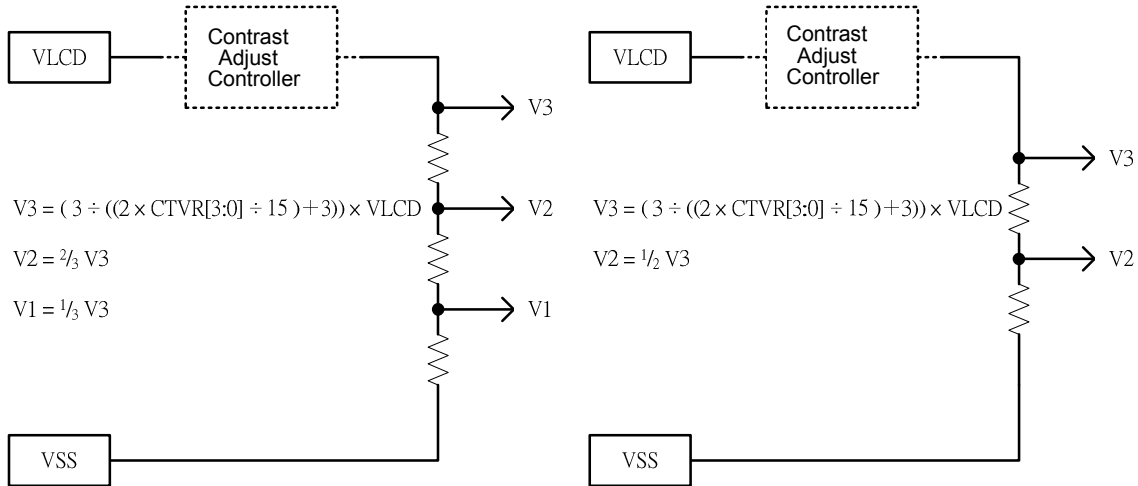 VLCD
Contrast
Adjust
Controller
V3
V3 = ( 3 ÷ ((2 × CTVR[3:0] ÷ 15 )+3)) × VLCD
V2
V2 = 2/3 V3
V1 = 1/3 V3
V1
VSS
VLCD
Contrast
Adjust
Controller
V3
V3 = ( 3 ÷ ((2 × CTVR[3:0] ÷ 15 )+3)) × VLCD
V2 = 1/2 V3
V2
VSS